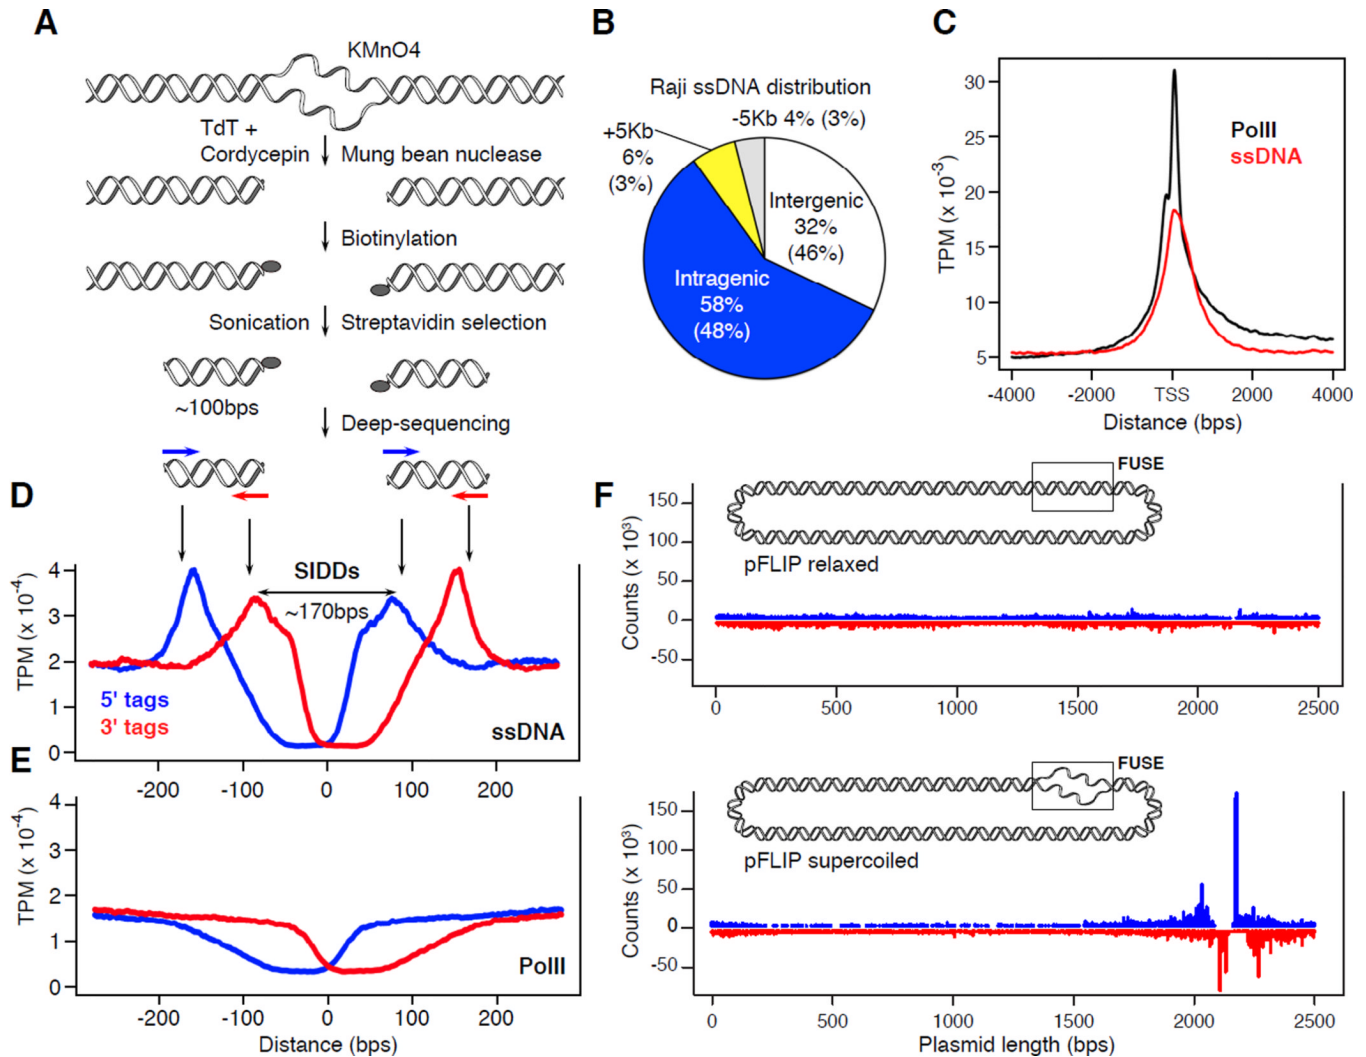 A
KMnO4
TdT +
Cordycepin
Mung bean nuclease
Biotinylation
Sonication
Streptavidin selection
~100bps
Deep-sequencing
B
Raji ssDNA distribution
-5Kb 4% (3%)
+5Kb
6%
(3%)
Intergenic
32%
(46%)
Intragenic
58%
(48%)
C
30
25
20
15
10
5
TPM (x 10-3)
PolII
ssDNA
-4000
-2000
TSS
2000
4000
Distance (bps)
D
4
3
2
1
0
TPM (x 10-4)
SIDDs
~170bps
5' tags
3' tags
ssDNA
-200
-100
0
100
200
E
4
3
2
1
0
TPM (x 10-4)
PolII
-200
-100
0
100
200
Distance (bps)
F
150
100
50
0
-50
Counts (x 103)
FUSE
pFLIP relaxed
0
500
1000
1500
2000
2500
150
100
50
0
-50
Counts (x 103)
FUSE
pFLIP supercoiled
0
500
1000
1500
2000
2500
Plasmid length (bps)